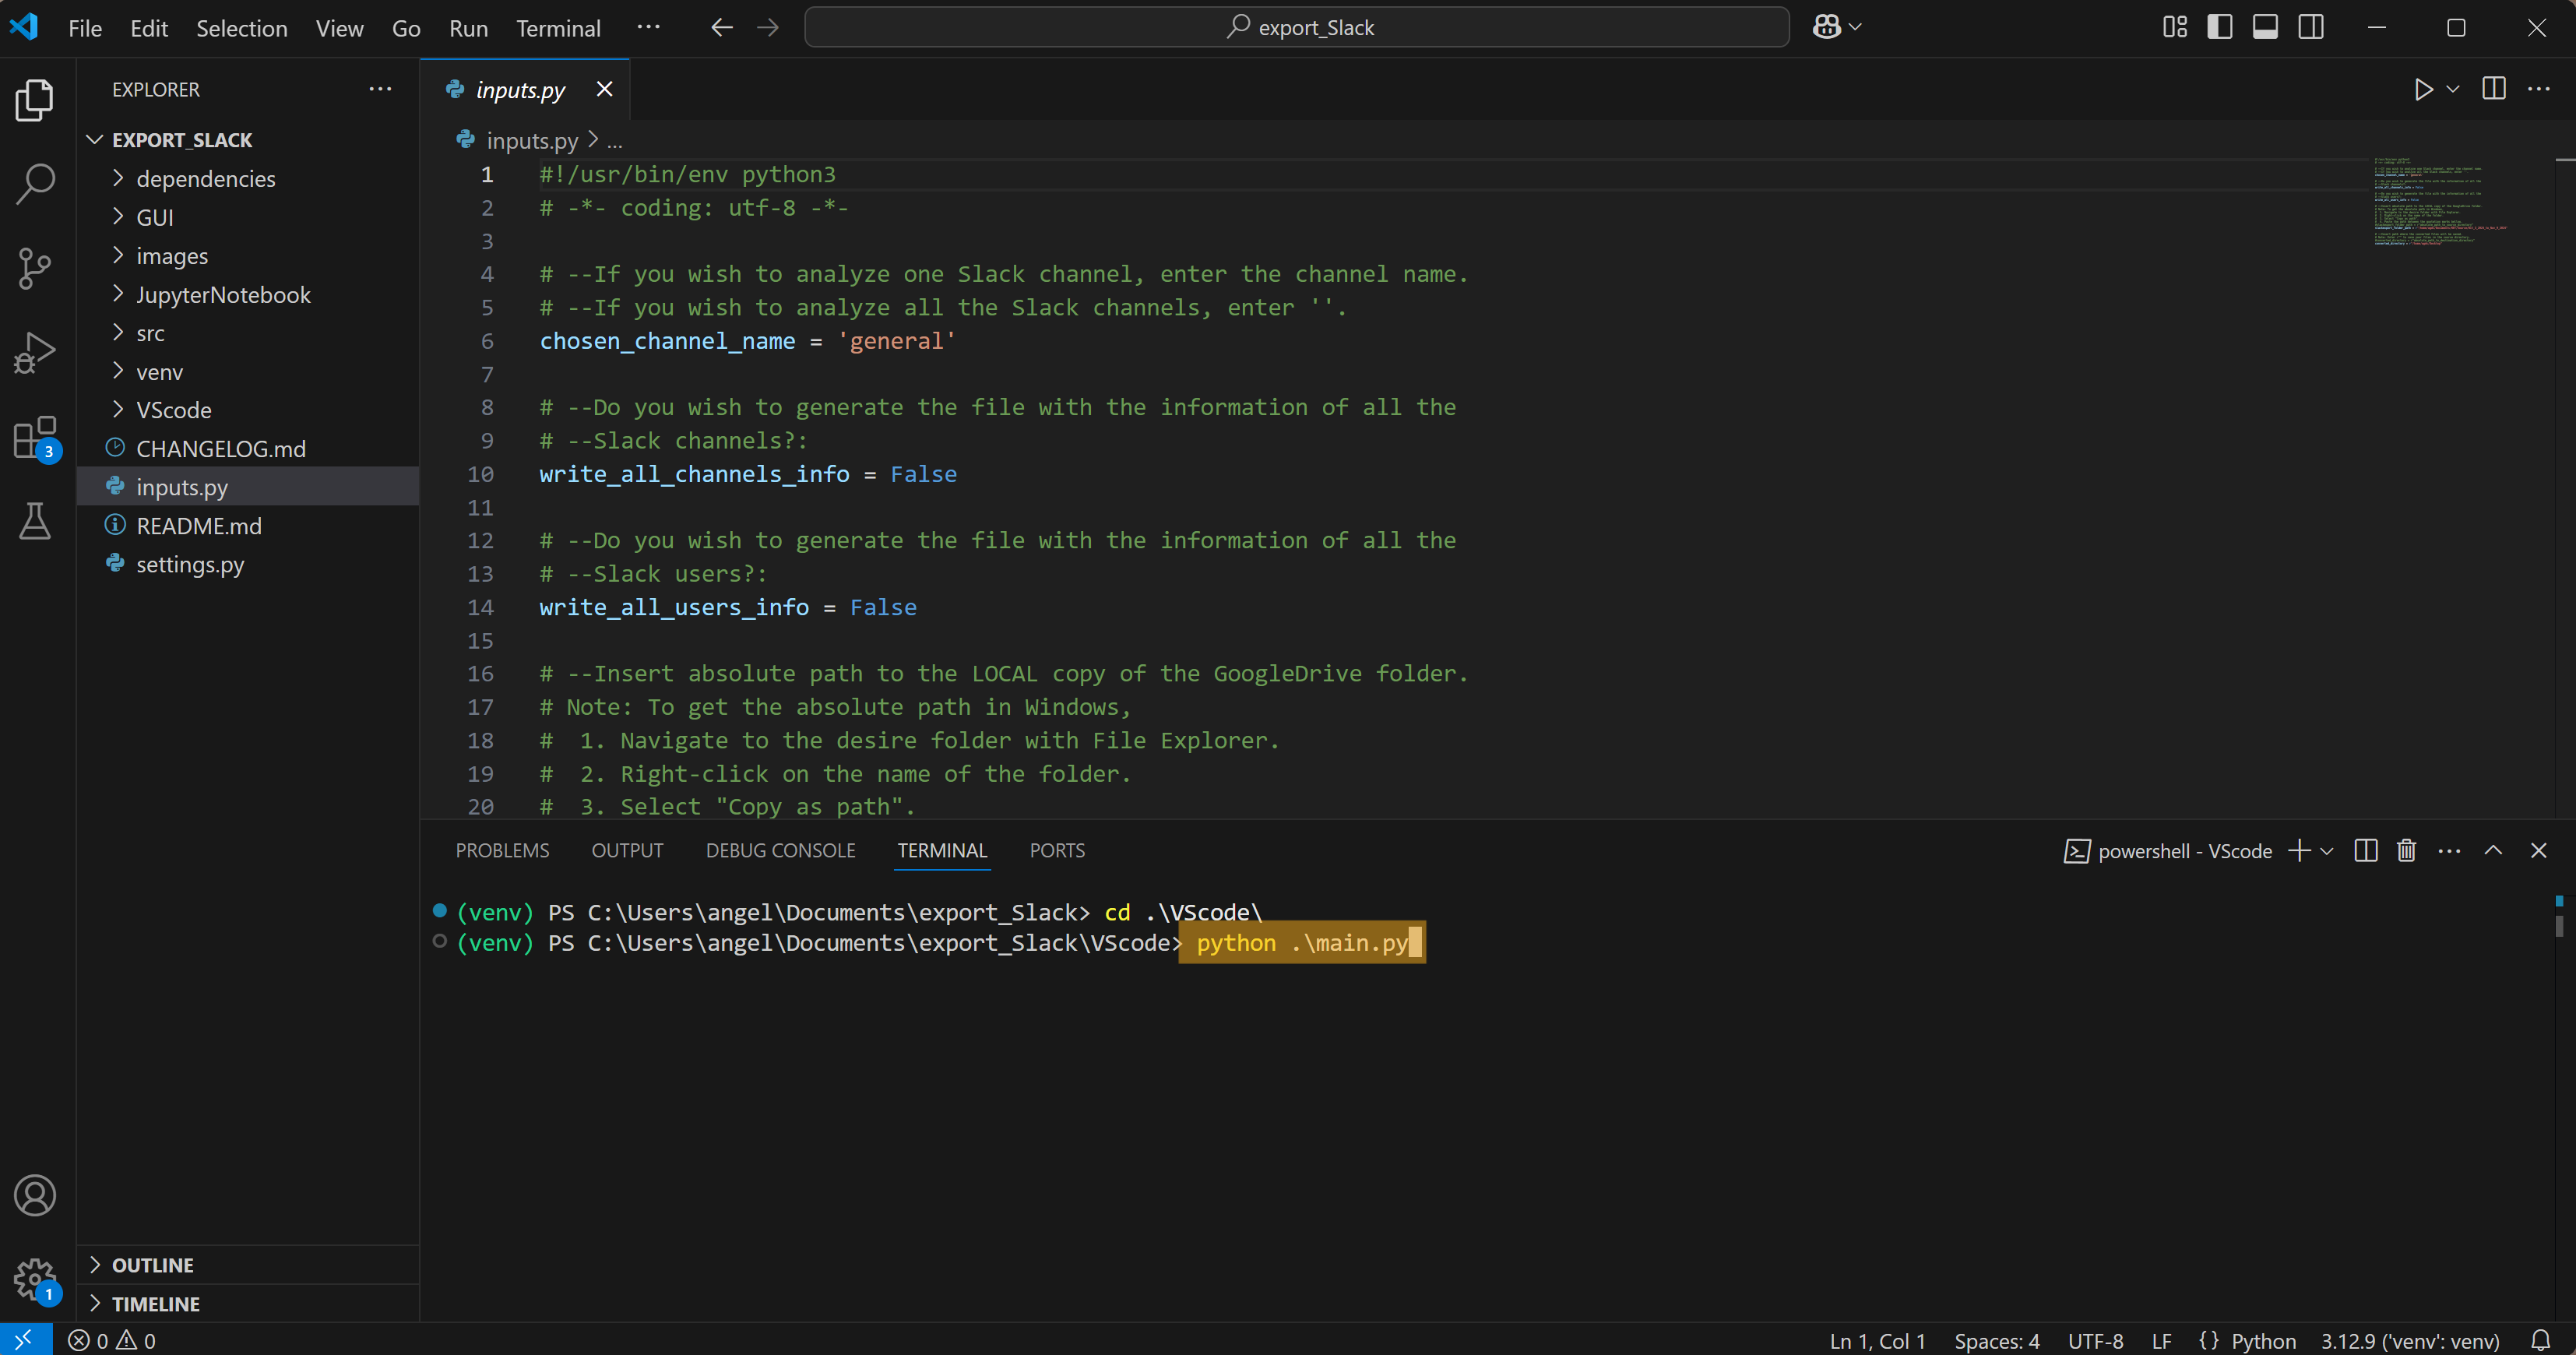 File Edit Selection View Go Run Terminal ··· export_Slack
EXPLORER ···
EXPORT_SLACK
dependencies
GUI
images
JupyterNotebook
src
venv
VScode
CHANGELOG.md
inputs.py
README.md
settings.py
OUTLINE
TIMELINE
3
1
inputs.py
inputs.py > ...
1 #!/usr/bin/env python3
2 # -*- coding: utf-8 -*-
3
4 # --If you wish to analyze one Slack channel, enter the channel name.
5 # --If you wish to analyze all the Slack channels, enter ''.
6 chosen_channel_name = 'general'
7
8 # --Do you wish to generate the file with the information of all the
9 # --Slack channels?:
10 write_all_channels_info = False
11
12 # --Do you wish to generate the file with the information of all the
13 # --Slack users?:
14 write_all_users_info = False
15
16 # --Insert absolute path to the LOCAL copy of the GoogleDrive folder.
17 # Note: To get the absolute path in Windows,
18 #  1. Navigate to the desire folder with File Explorer.
19 #  2. Right-click on the name of the folder.
20 #  3. Select "Copy as path".
PROBLEMS OUTPUT DEBUG CONSOLE TERMINAL PORTS powershell - VScode
(venv) PS C:\Users\angel\Documents\export_Slack> cd .\VScode\
(venv) PS C:\Users\angel\Documents\export_Slack\VScode> python .\main.py
0 0 Ln 1, Col 1 Spaces: 4 UTF-8 LF {} Python 3.12.9 ('venv': venv)